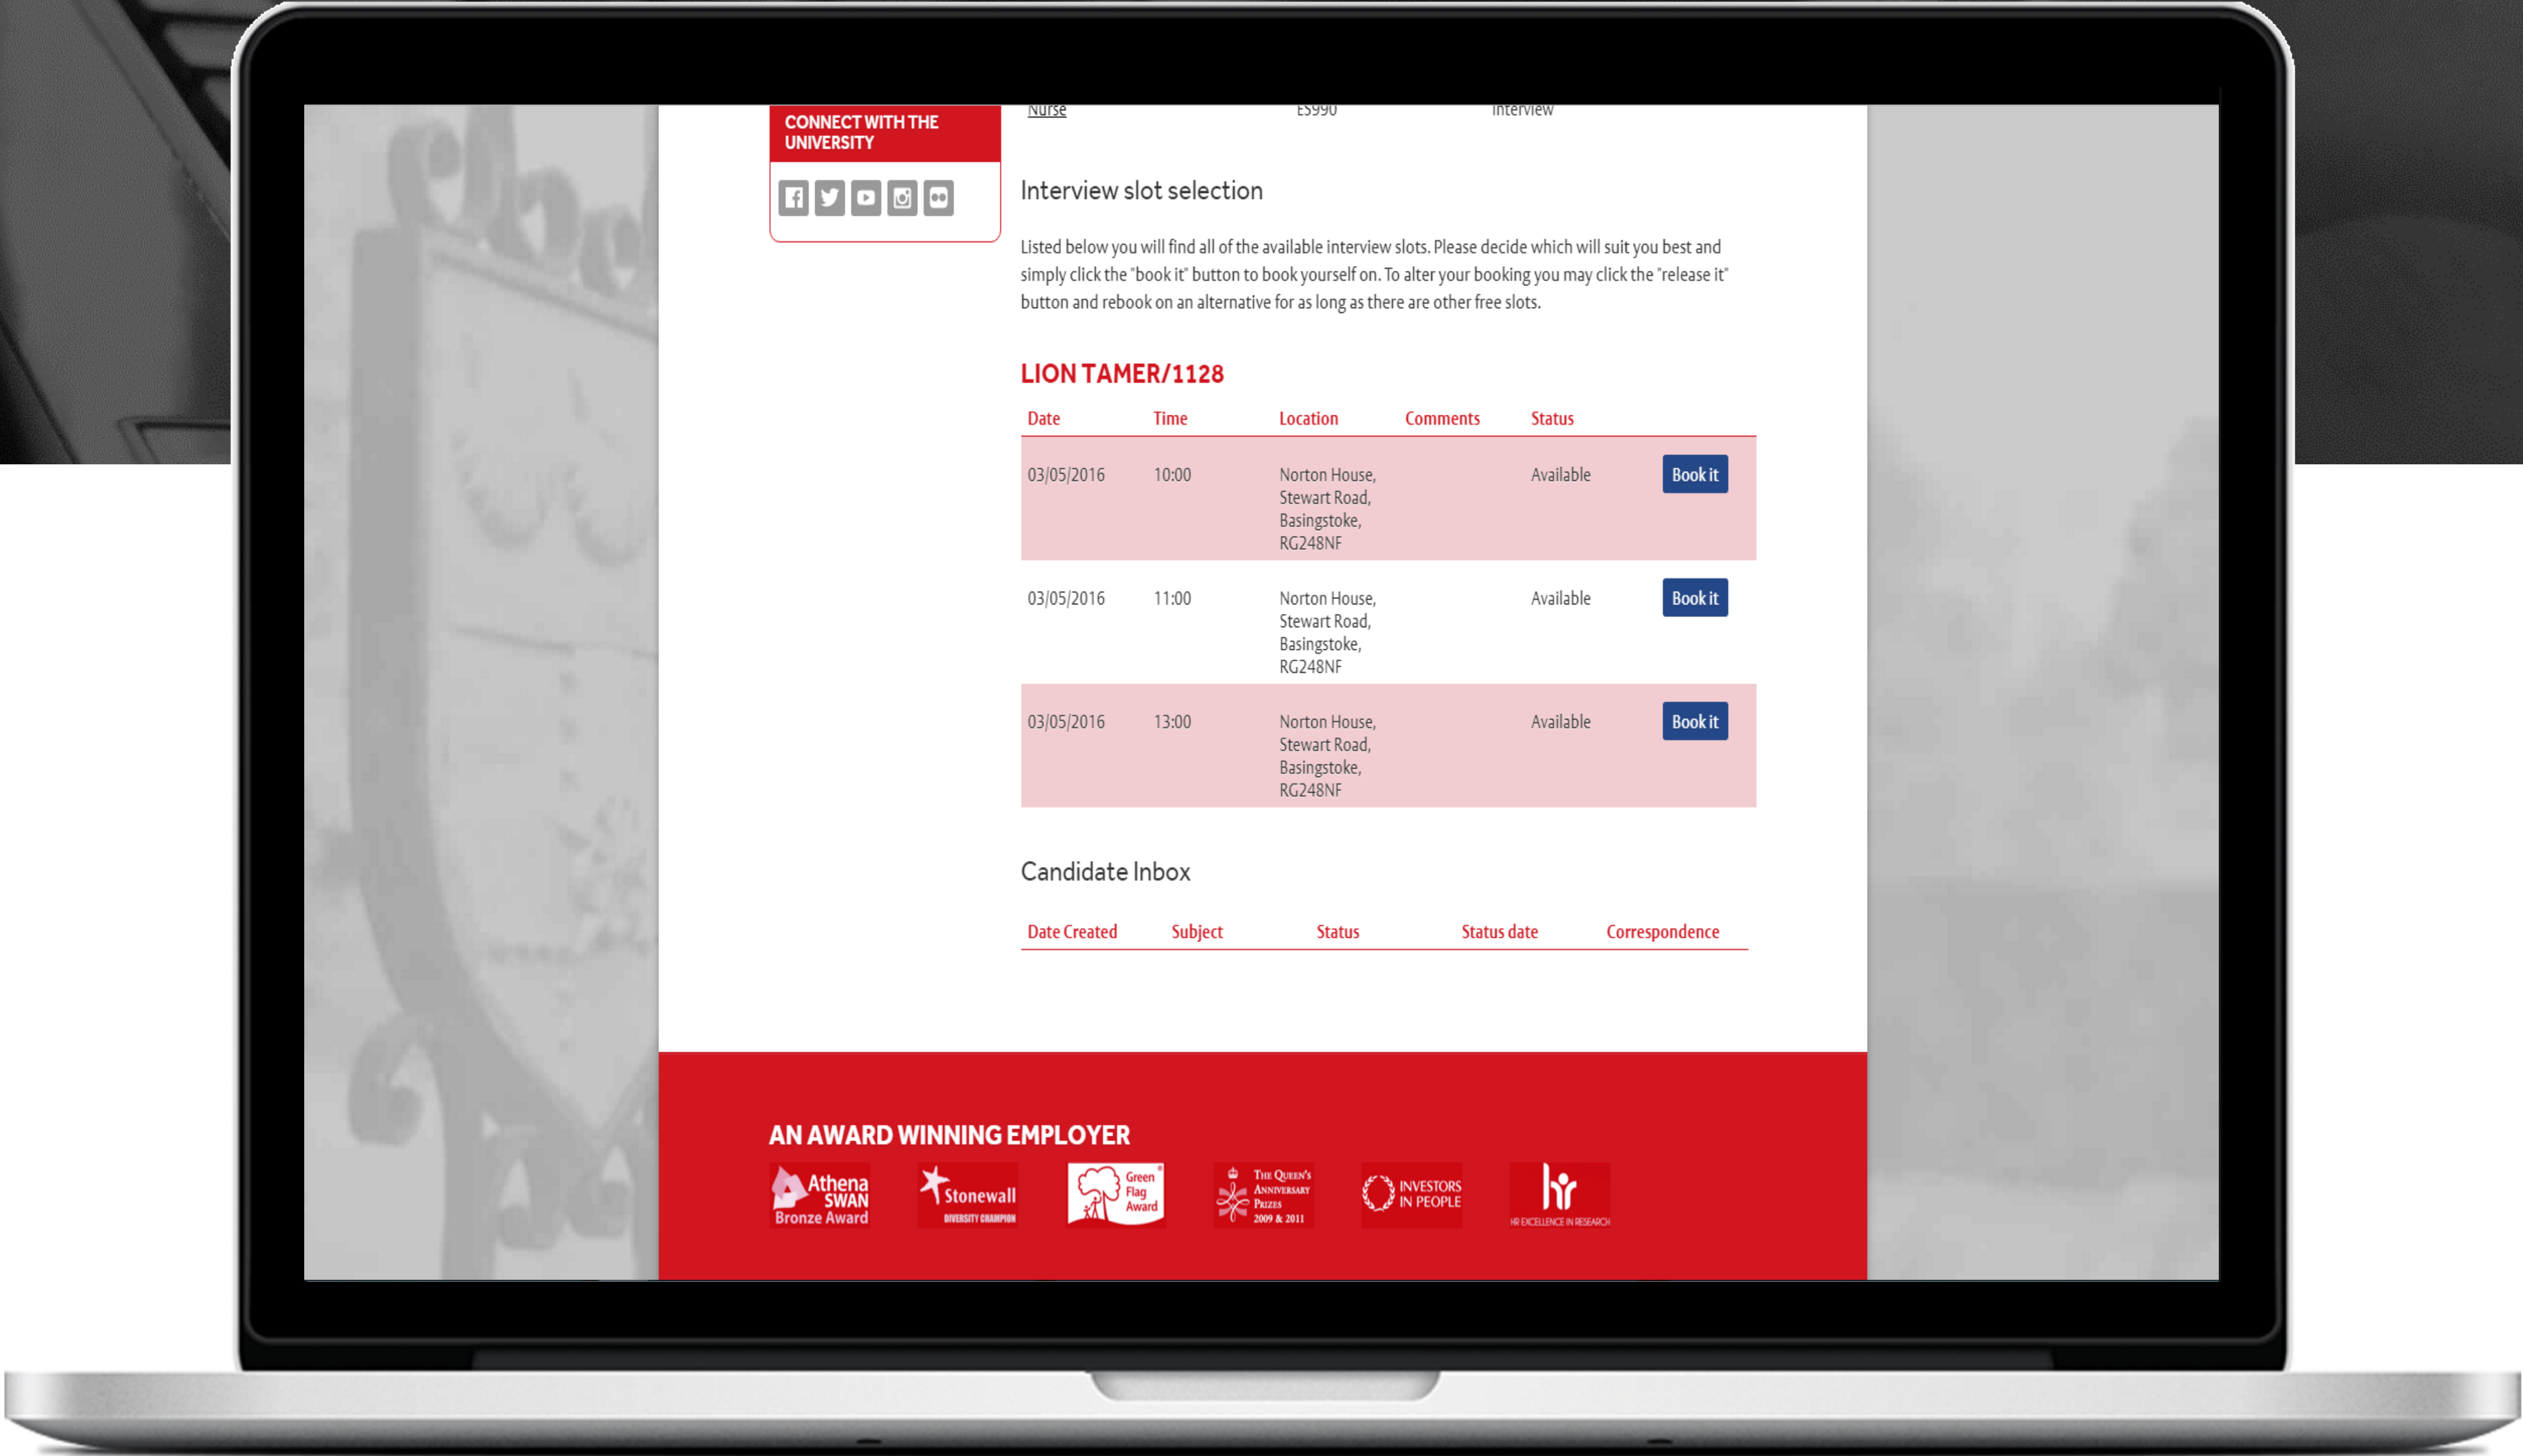 Nurse ES990 Interview
CONNECT WITH THE
UNIVERSITY
Interview slot selection
Listed below you will find all of the available interview slots. Please decide which will suit you best and
simply click the "book it" button to book yourself on. To alter your booking you may click the "release it"
button and rebook on an alternative for as long as there are other free slots.
LION TAMER/1128
Date Time Location Comments Status
03/05/2016 10:00 Norton House, Available Book it
Stewart Road,
Basingstoke,
RG248NF
03/05/2016 11:00 Norton House, Available Book it
Stewart Road,
Basingstoke,
RG248NF
03/05/2016 13:00 Norton House, Available Book it
Stewart Road,
Basingstoke,
RG248NF
Candidate Inbox
Date Created Subject Status Status date Correspondence
AN AWARD WINNING EMPLOYER
Athena
SWAN
Bronze Award
Stonewall
DIVERSITY CHAMPION
Green
Flag
Award
THE QUEEN'S
ANNIVERSARY
PRIZES
2009 & 2011
INVESTORS
IN PEOPLE
hr
HR EXCELLENCE IN RESEARCH